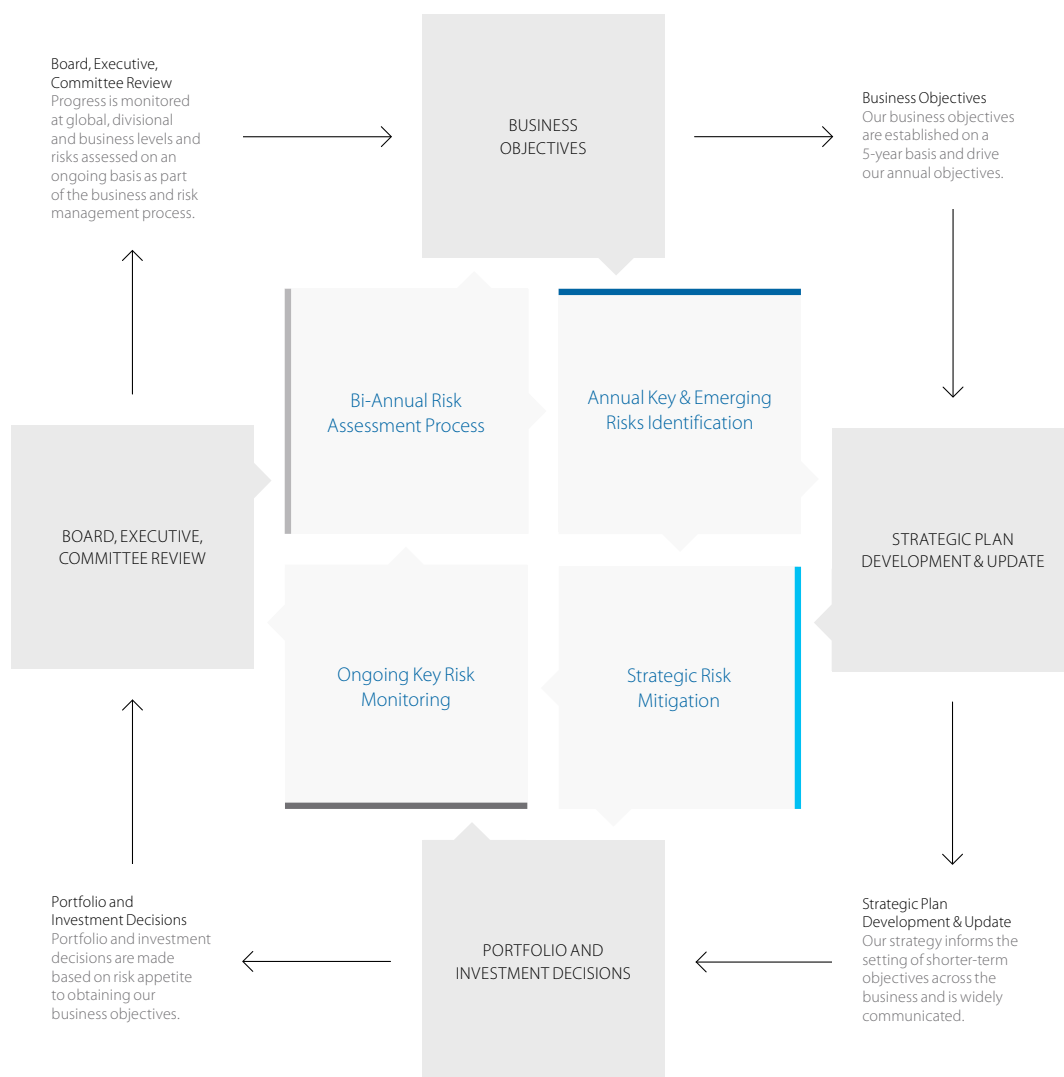 Board, Executive,
Committee Review
Progress is monitored
at global, divisional
and business levels and
risks assessed on an
ongoing basis as part
of the business and risk
management process.
BUSINESS
OBJECTIVES
Business Objectives
Our business objectives
are established on a
5-year basis and drive
our annual objectives.
Bi-Annual Risk
Assessment Process
Annual Key & Emerging
Risks Identification
BOARD, EXECUTIVE,
COMMITTEE REVIEW
STRATEGIC PLAN
DEVELOPMENT & UPDATE
Ongoing Key Risk
Monitoring
Strategic Risk
Mitigation
Portfolio and
Investment Decisions
Portfolio and investment
decisions are made
based on risk appetite
to obtaining our
business objectives.
PORTFOLIO AND
INVESTMENT DECISIONS
Strategic Plan
Development & Update
Our strategy informs the
setting of shorter-term
objectives across the
business and is widely
communicated.